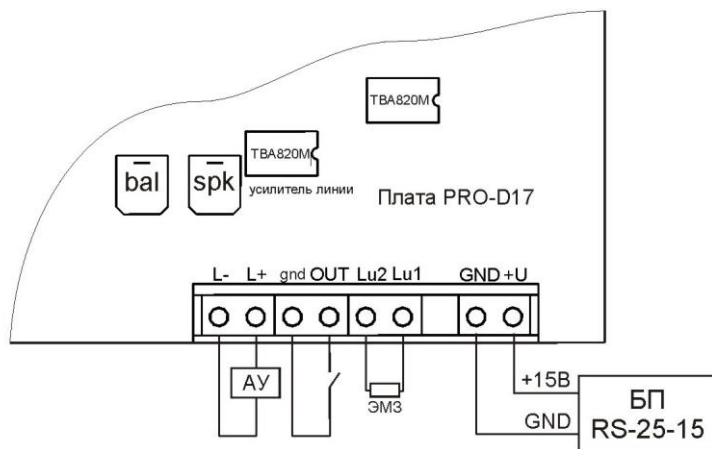 TBA820M
TBA820M
усилитель линии
bal
spk
Плата PRO-D17
L- L+ gnd OUT Lu2 Lu1 GND +U
АУ
ЭМЗ
+15В
GND
БП
RS-25-15